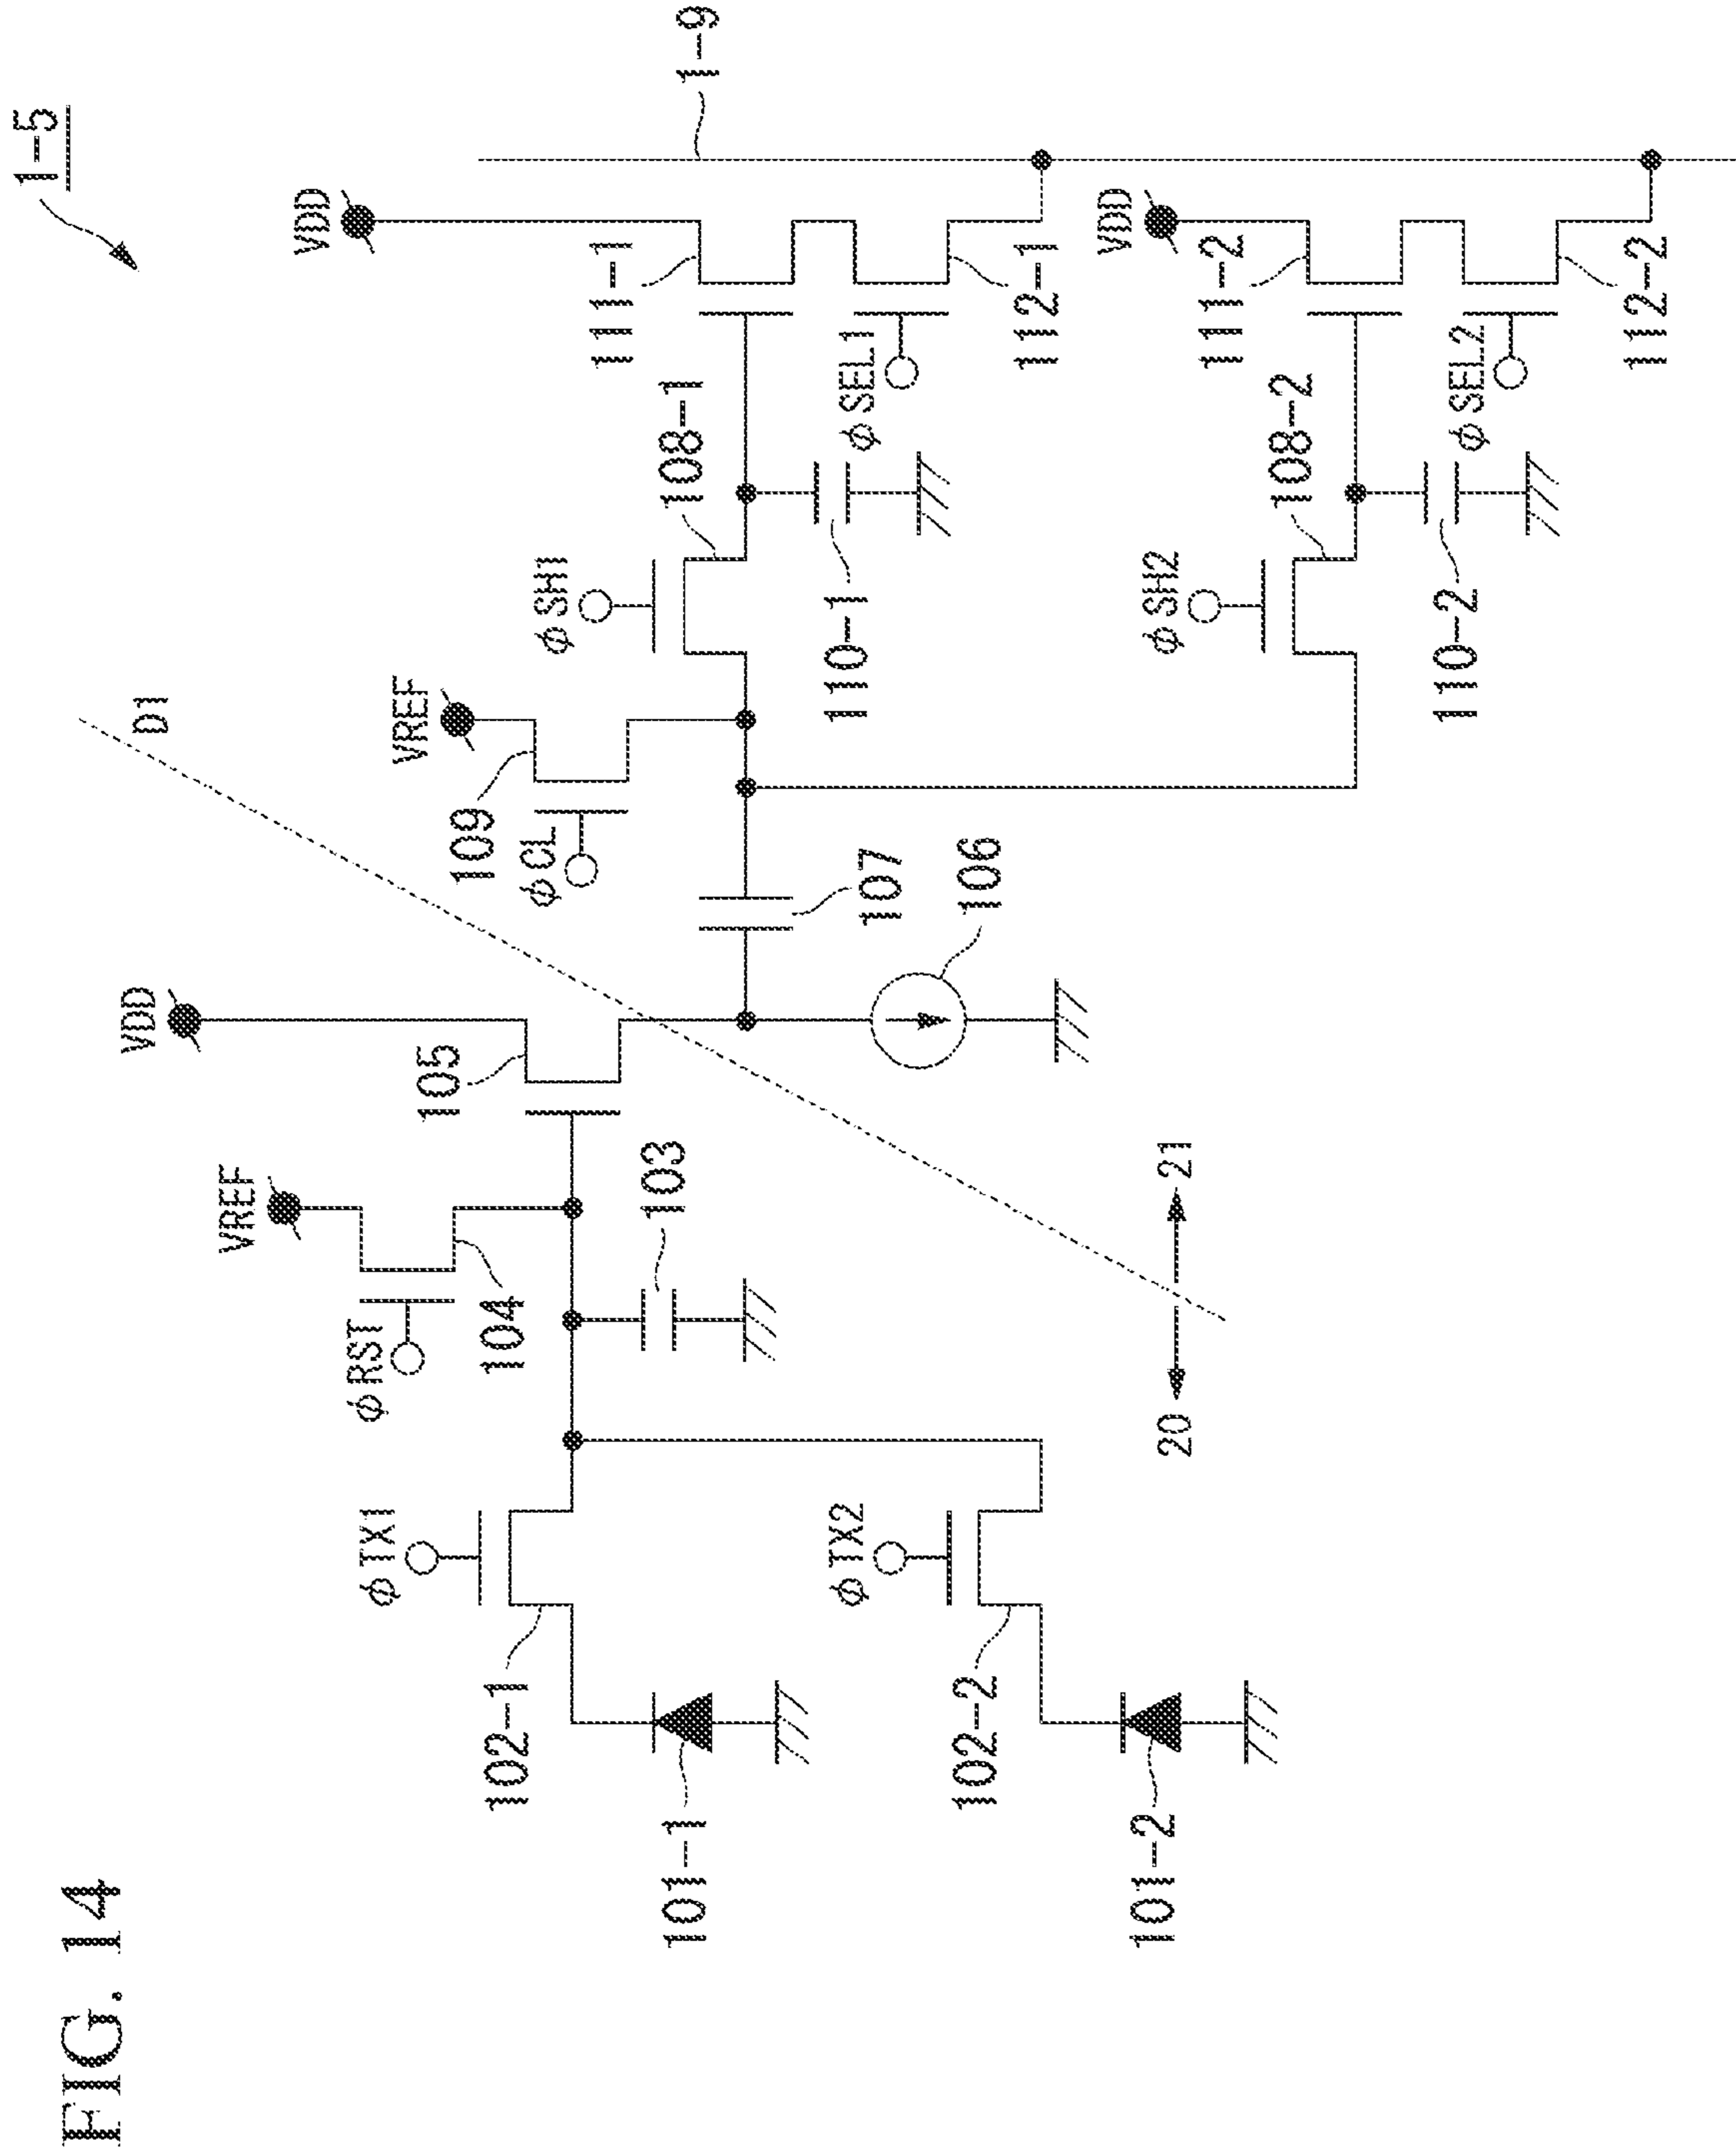 FIG. 14
1-5
VDD
VREF
VREF
VDD
D1
VDD
1-9
φRST
104
105
109
φCL
φSH1
111-1
φTX1
102-1
103
107
108-1
φSEL1
112-1
101-1
106
110-1
φTX2
102-2
φSH2
108-2
VDD
111-2
101-2
20
21
110-2
φSEL2
112-2